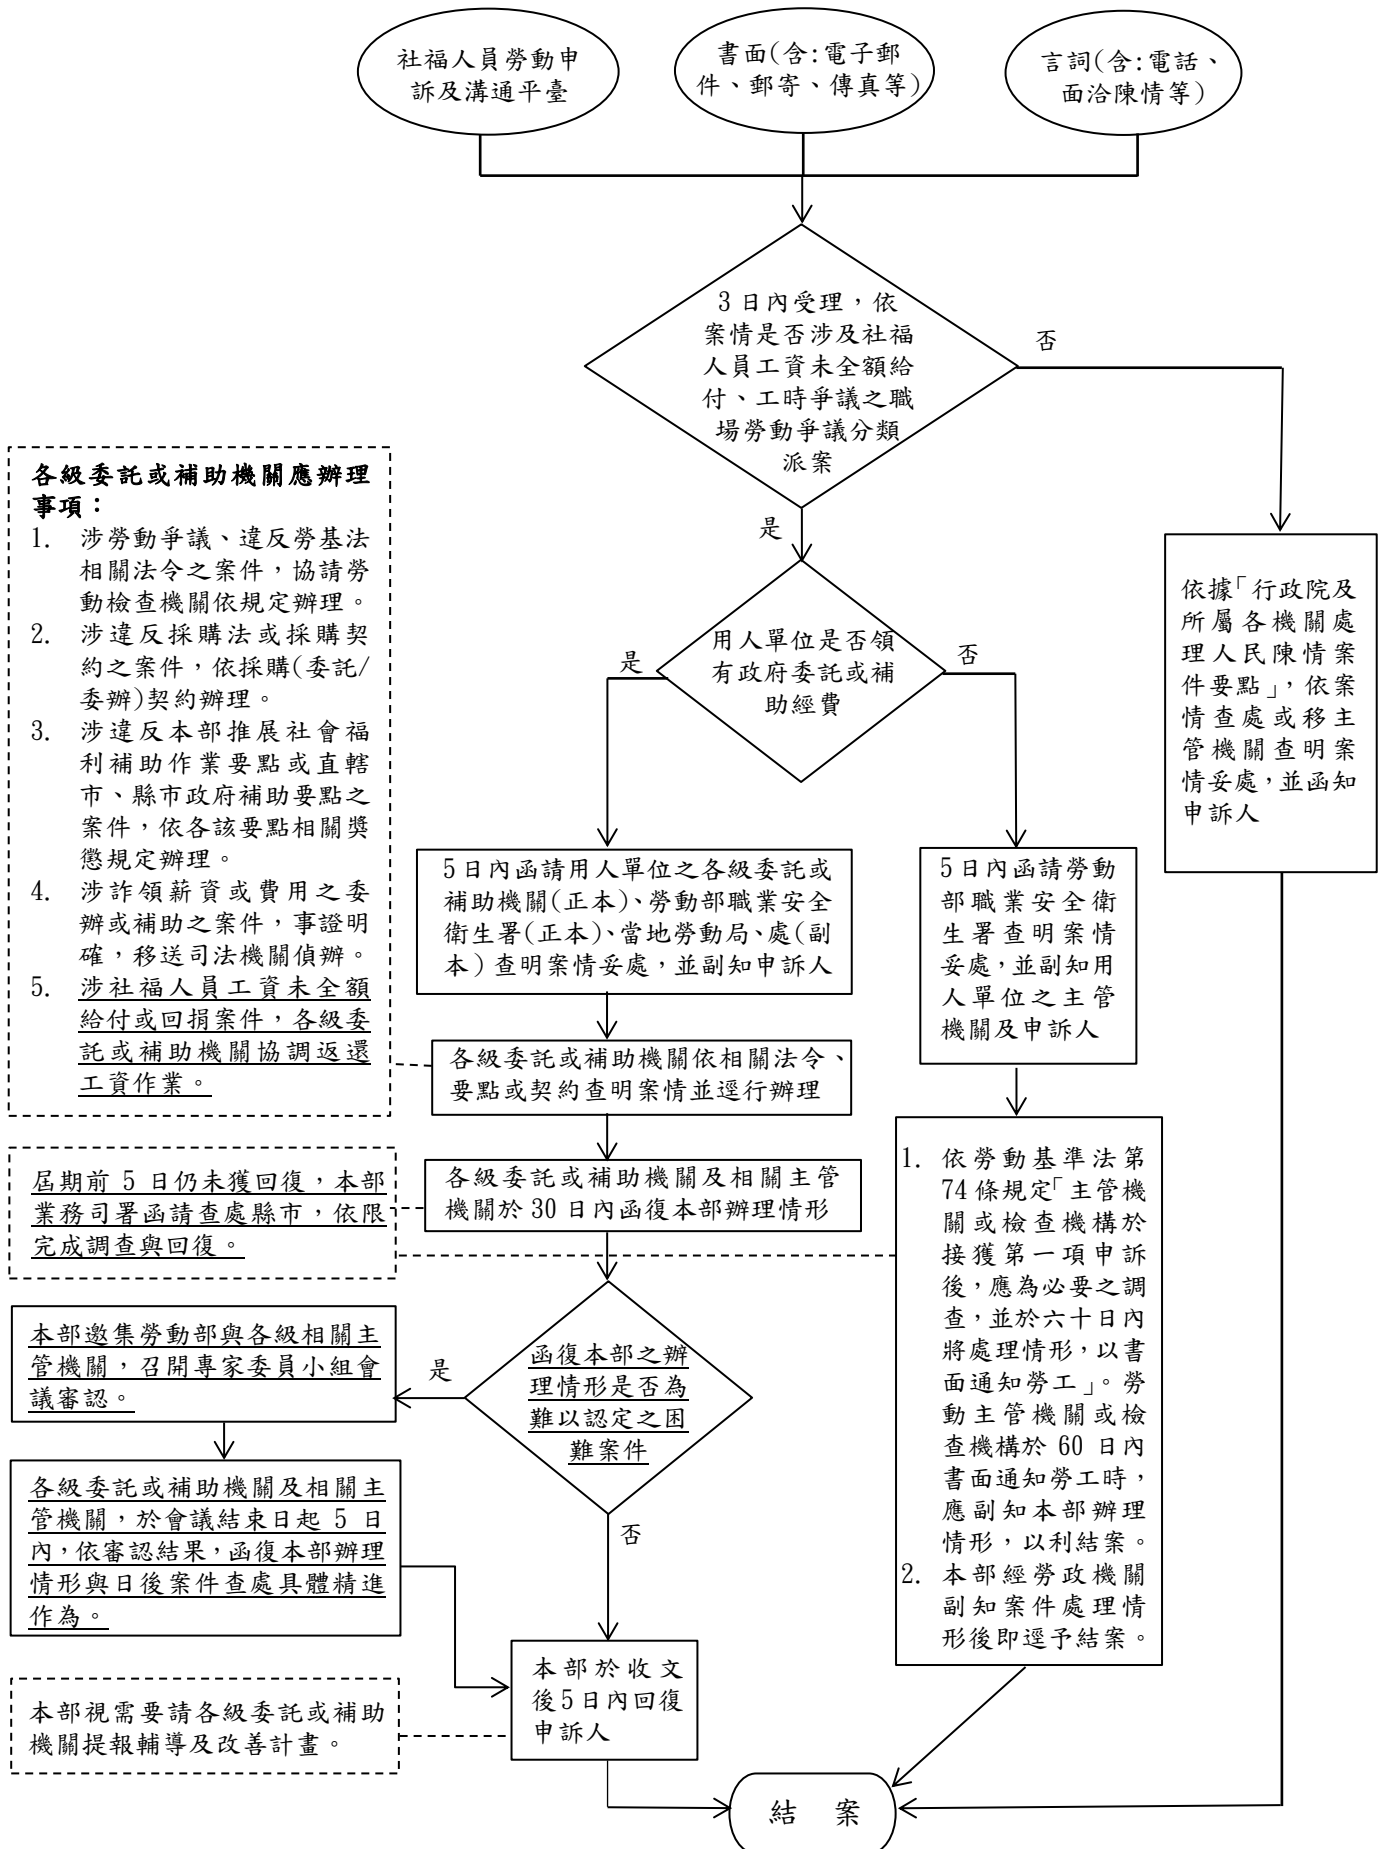 社福人員勞動申
訴及溝通平臺
書面(含:電子郵
件、郵寄、傳真等)
言詞(含:電話、
面洽陳情等)
3 日內受理，依
案情是否涉及社福
人員工資未全額給
付、工時爭議之職
場勞動爭議分類
派案
否
是
各級委託或補助機關應辦理
事項：
1. 涉勞動爭議、違反勞基法
相關法令之案件，協請勞
動檢查機關依規定辦理。
2. 涉違反採購法或採購契
約之案件，依採購(委託/
委辦)契約辦理。
3. 涉違反本部推展社會福
利補助作業要點或直轄
市、縣市政府補助要點之
案件，依各該要點相關獎
懲規定辦理。
4. 涉詐領薪資或費用之委
辦或補助之案件，事證明
確，移送司法機關偵辦。
5. 涉社福人員工資未全額
給付或回捐案件，各級委
託或補助機關協調返還
工資作業。
用人單位是否領
有政府委託或補
助經費
是
否
依據「行政院及
所屬各機關處
理人民陳情案
件要點」，依案
情查處或移主
管機關查明案
情妥處，並函知
申訴人
5日內函請用人單位之各級委託或
補助機關(正本)、勞動部職業安全
衛生署(正本)、當地勞動局、處(副
本)查明案情妥處，並副知申訴人
5日內函請勞動
部職業安全衛
生署查明案情
妥處，並副知用
人單位之主管
機關及申訴人
各級委託或補助機關依相關法令、
要點或契約查明案情並逕行辦理
各級委託或補助機關及相關主管
機關於 30 日內函復本部辦理情形
屆期前 5 日仍未獲回復，本部
業務司署函請查處縣市，依限
完成調查與回復。
1. 依勞動基準法第
74 條規定「主管機
關或檢查機構於
接獲第一項申訴
後，應為必要之調
查，並於六十日內
將處理情形，以書
面通知勞工」。勞
動主管機關或檢
查機構於 60 日內
書面通知勞工時，
應副知本部辦理
情形，以利結案。
2. 本部經勞政機關
副知案件處理情
形後即逕予結案。
函復本部之辦
理情形是否為
難以認定之困
難案件
是
否
本部邀集勞動部與各級相關主
管機關，召開專家委員小組會
議審認。
各級委託或補助機關及相關主
管機關，於會議結束日起 5 日
內，依審認結果，函復本部辦理
情形與日後案件查處具體精進
作為。
本部於收文
後5日內回復
申訴人
本部視需要請各級委託或補助
機關提報輔導及改善計畫。
結 案